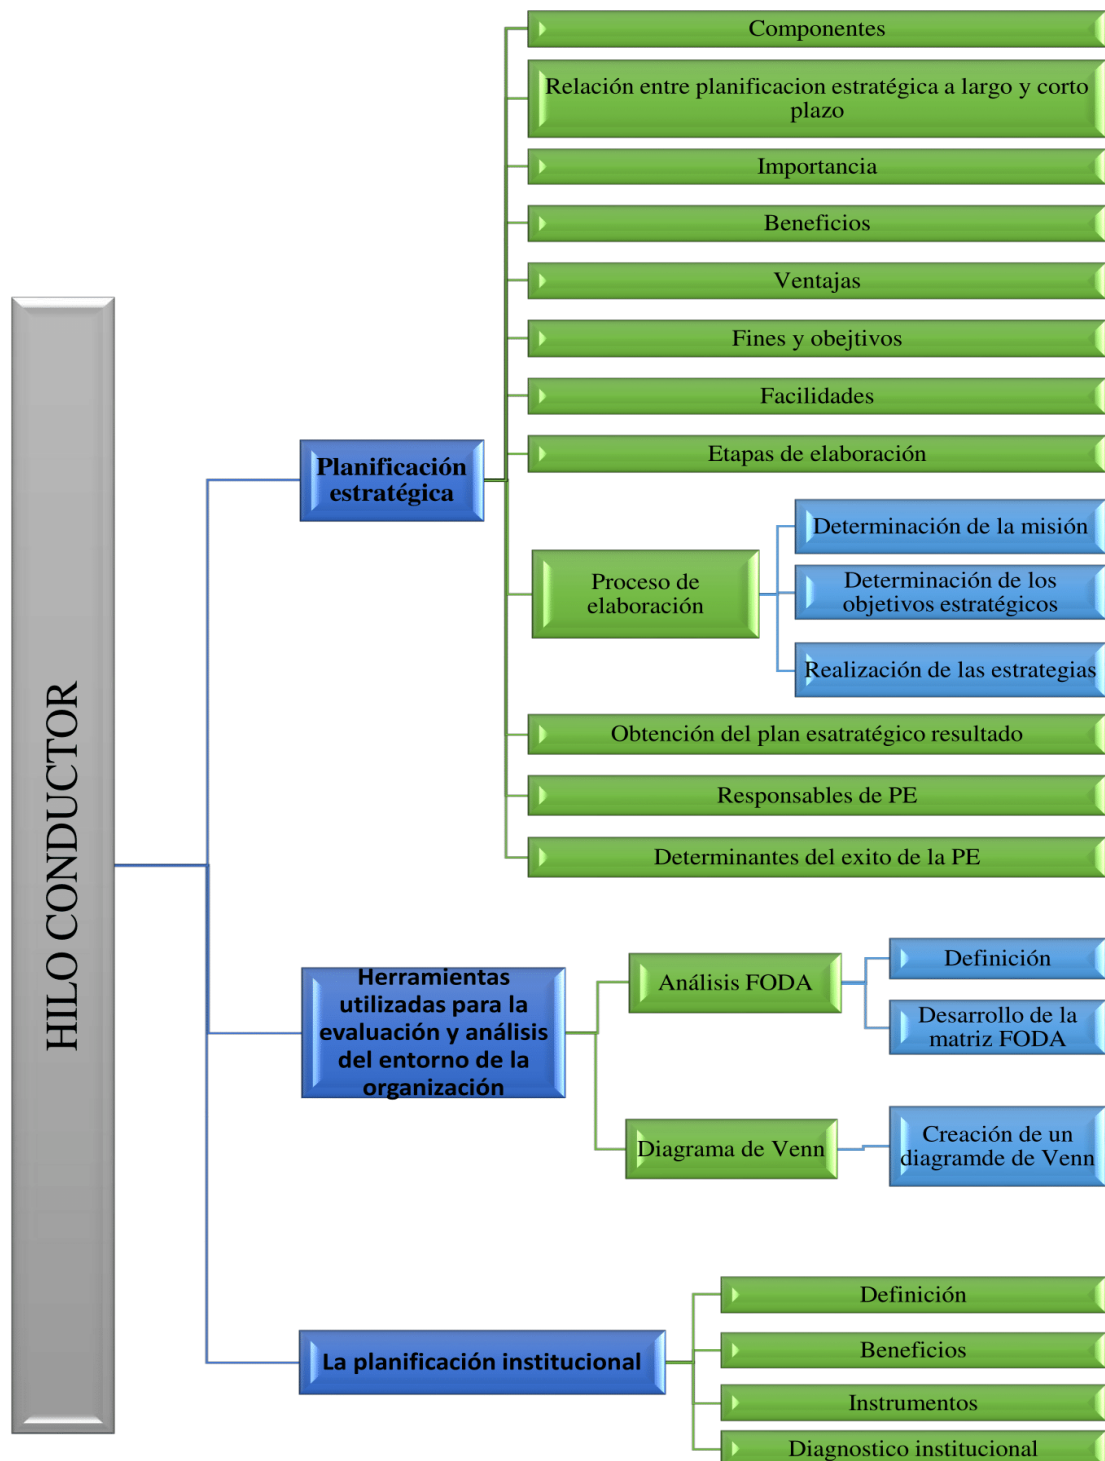 HILO CONDUCTOR
Planificación
estratégica
Componentes
Relación entre planificacion estratégica a largo y corto
plazo
Importancia
Beneficios
Ventajas
Fines y obejtivos
Facilidades
Etapas de elaboración
Proceso de
elaboración
Determinación de la misión
Determinación de los
objetivos estratégicos
Realización de las estrategias
Obtención del plan esatratégico resultado
Responsables de PE
Determinantes del exito de la PE
Herramientas
utilizadas para la
evaluación y análisis
del entorno de la
organización
Análisis FODA
Definición
Desarrollo de la
matriz FODA
Diagrama de Venn
Creación de un
diagramde de Venn
La planificación institucional
Definición
Beneficios
Instrumentos
Diagnostico institucional